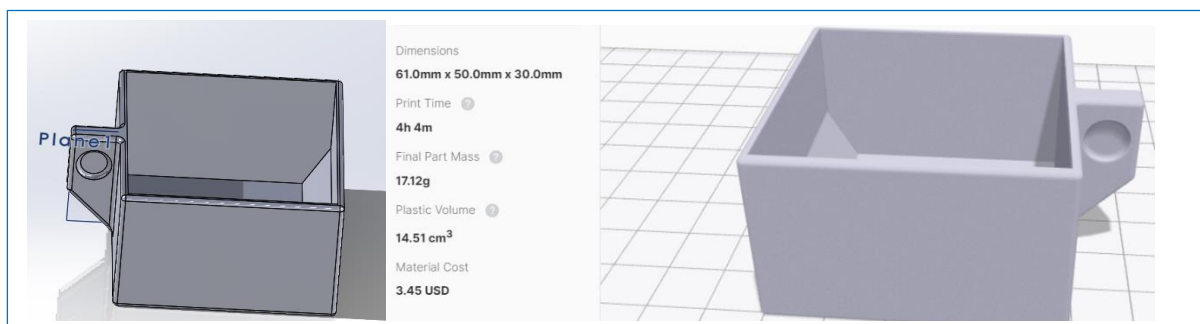 Plane1
Dimensions
61.0mm x 50.0mm x 30.0mm
Print Time ?
4h 4m
Final Part Mass ?
17.12g
Plastic Volume ?
14.51 cm³
Material Cost
3.45 USD